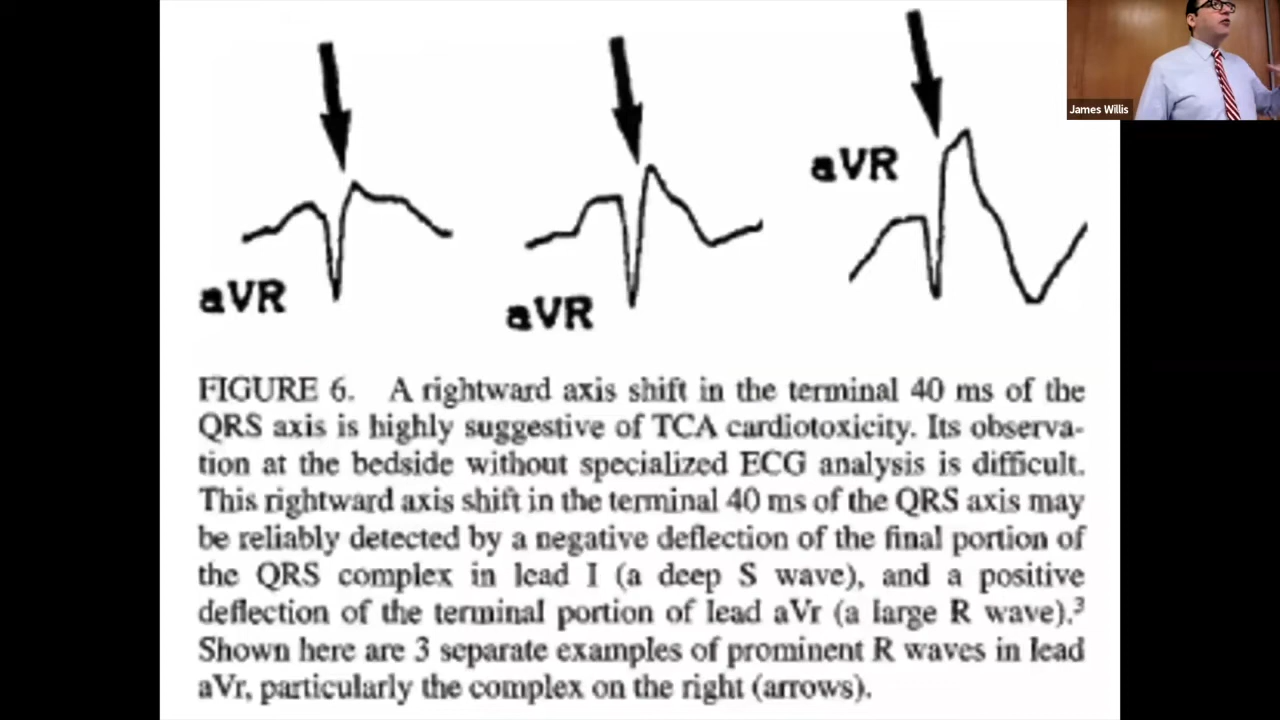 James Willis
aVR
aVR
aVR
FIGURE 6. A rightward axis shift in the terminal 40 ms of the
QRS axis is highly suggestive of TCA cardiotoxicity. Its observa-
tion at the bedside without specialized ECG analysis is difficult.
This rightward axis shift in the terminal 40 ms of the QRS axis may
be reliably detected by a negative deflection of the final portion of
the QRS complex in lead I (a deep S wave), and a positive
deflection of the terminal portion of lead aVr (a large R wave).³
Shown here are 3 separate examples of prominent R waves in lead
aVr, particularly the complex on the right (arrows).